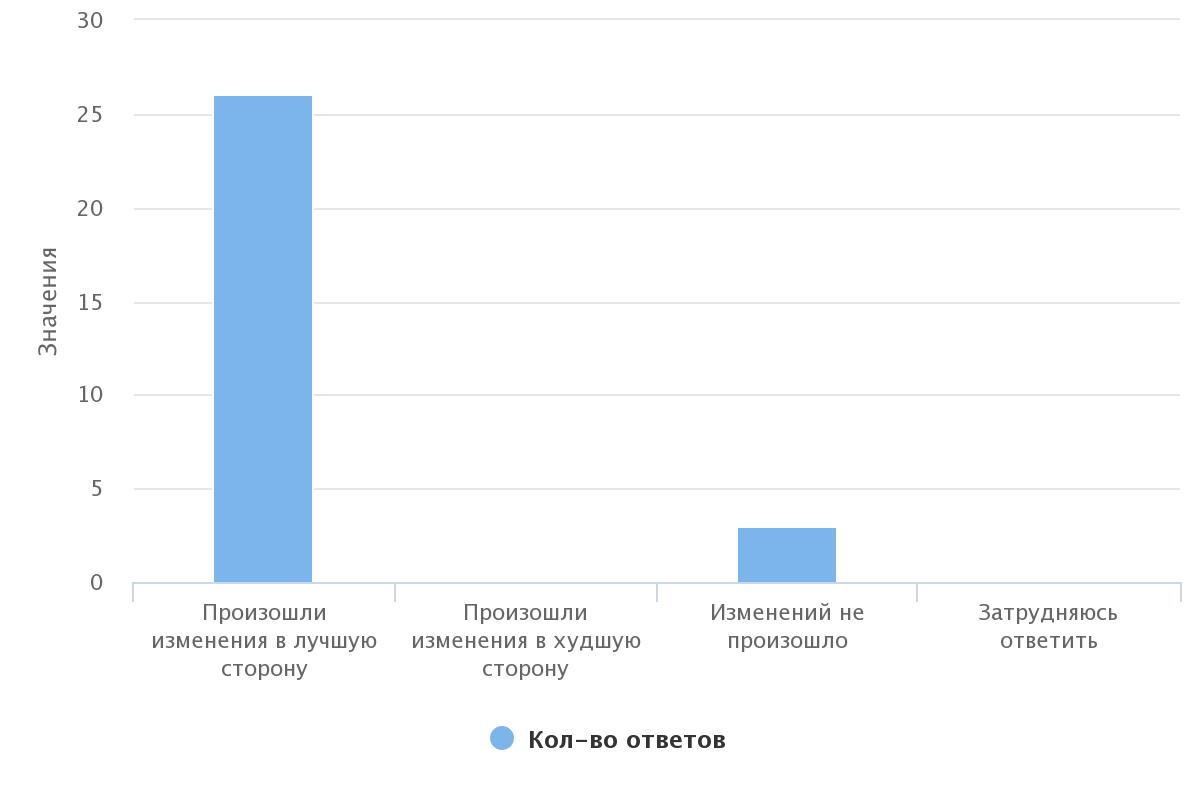 30
25
20
15
10
5
0
Значения
Произошли
изменения в лучшую
сторону
Произошли
изменения в худшую
сторону
Изменений не
произошло
Затрудняюсь
ответить
Кол-во ответов